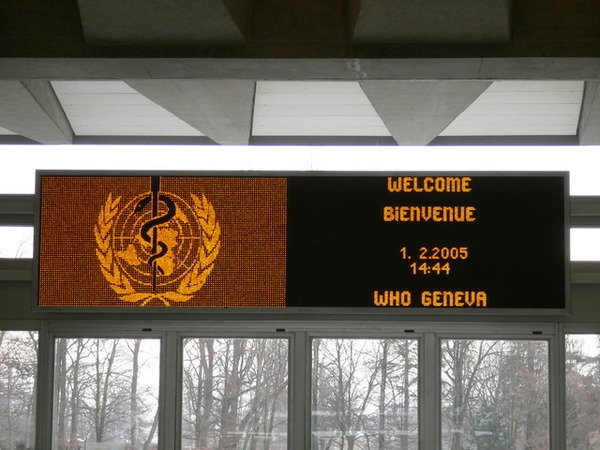 WELCOME
BIENVENUE
1. 2.2005
14:44
WHO GENEVA